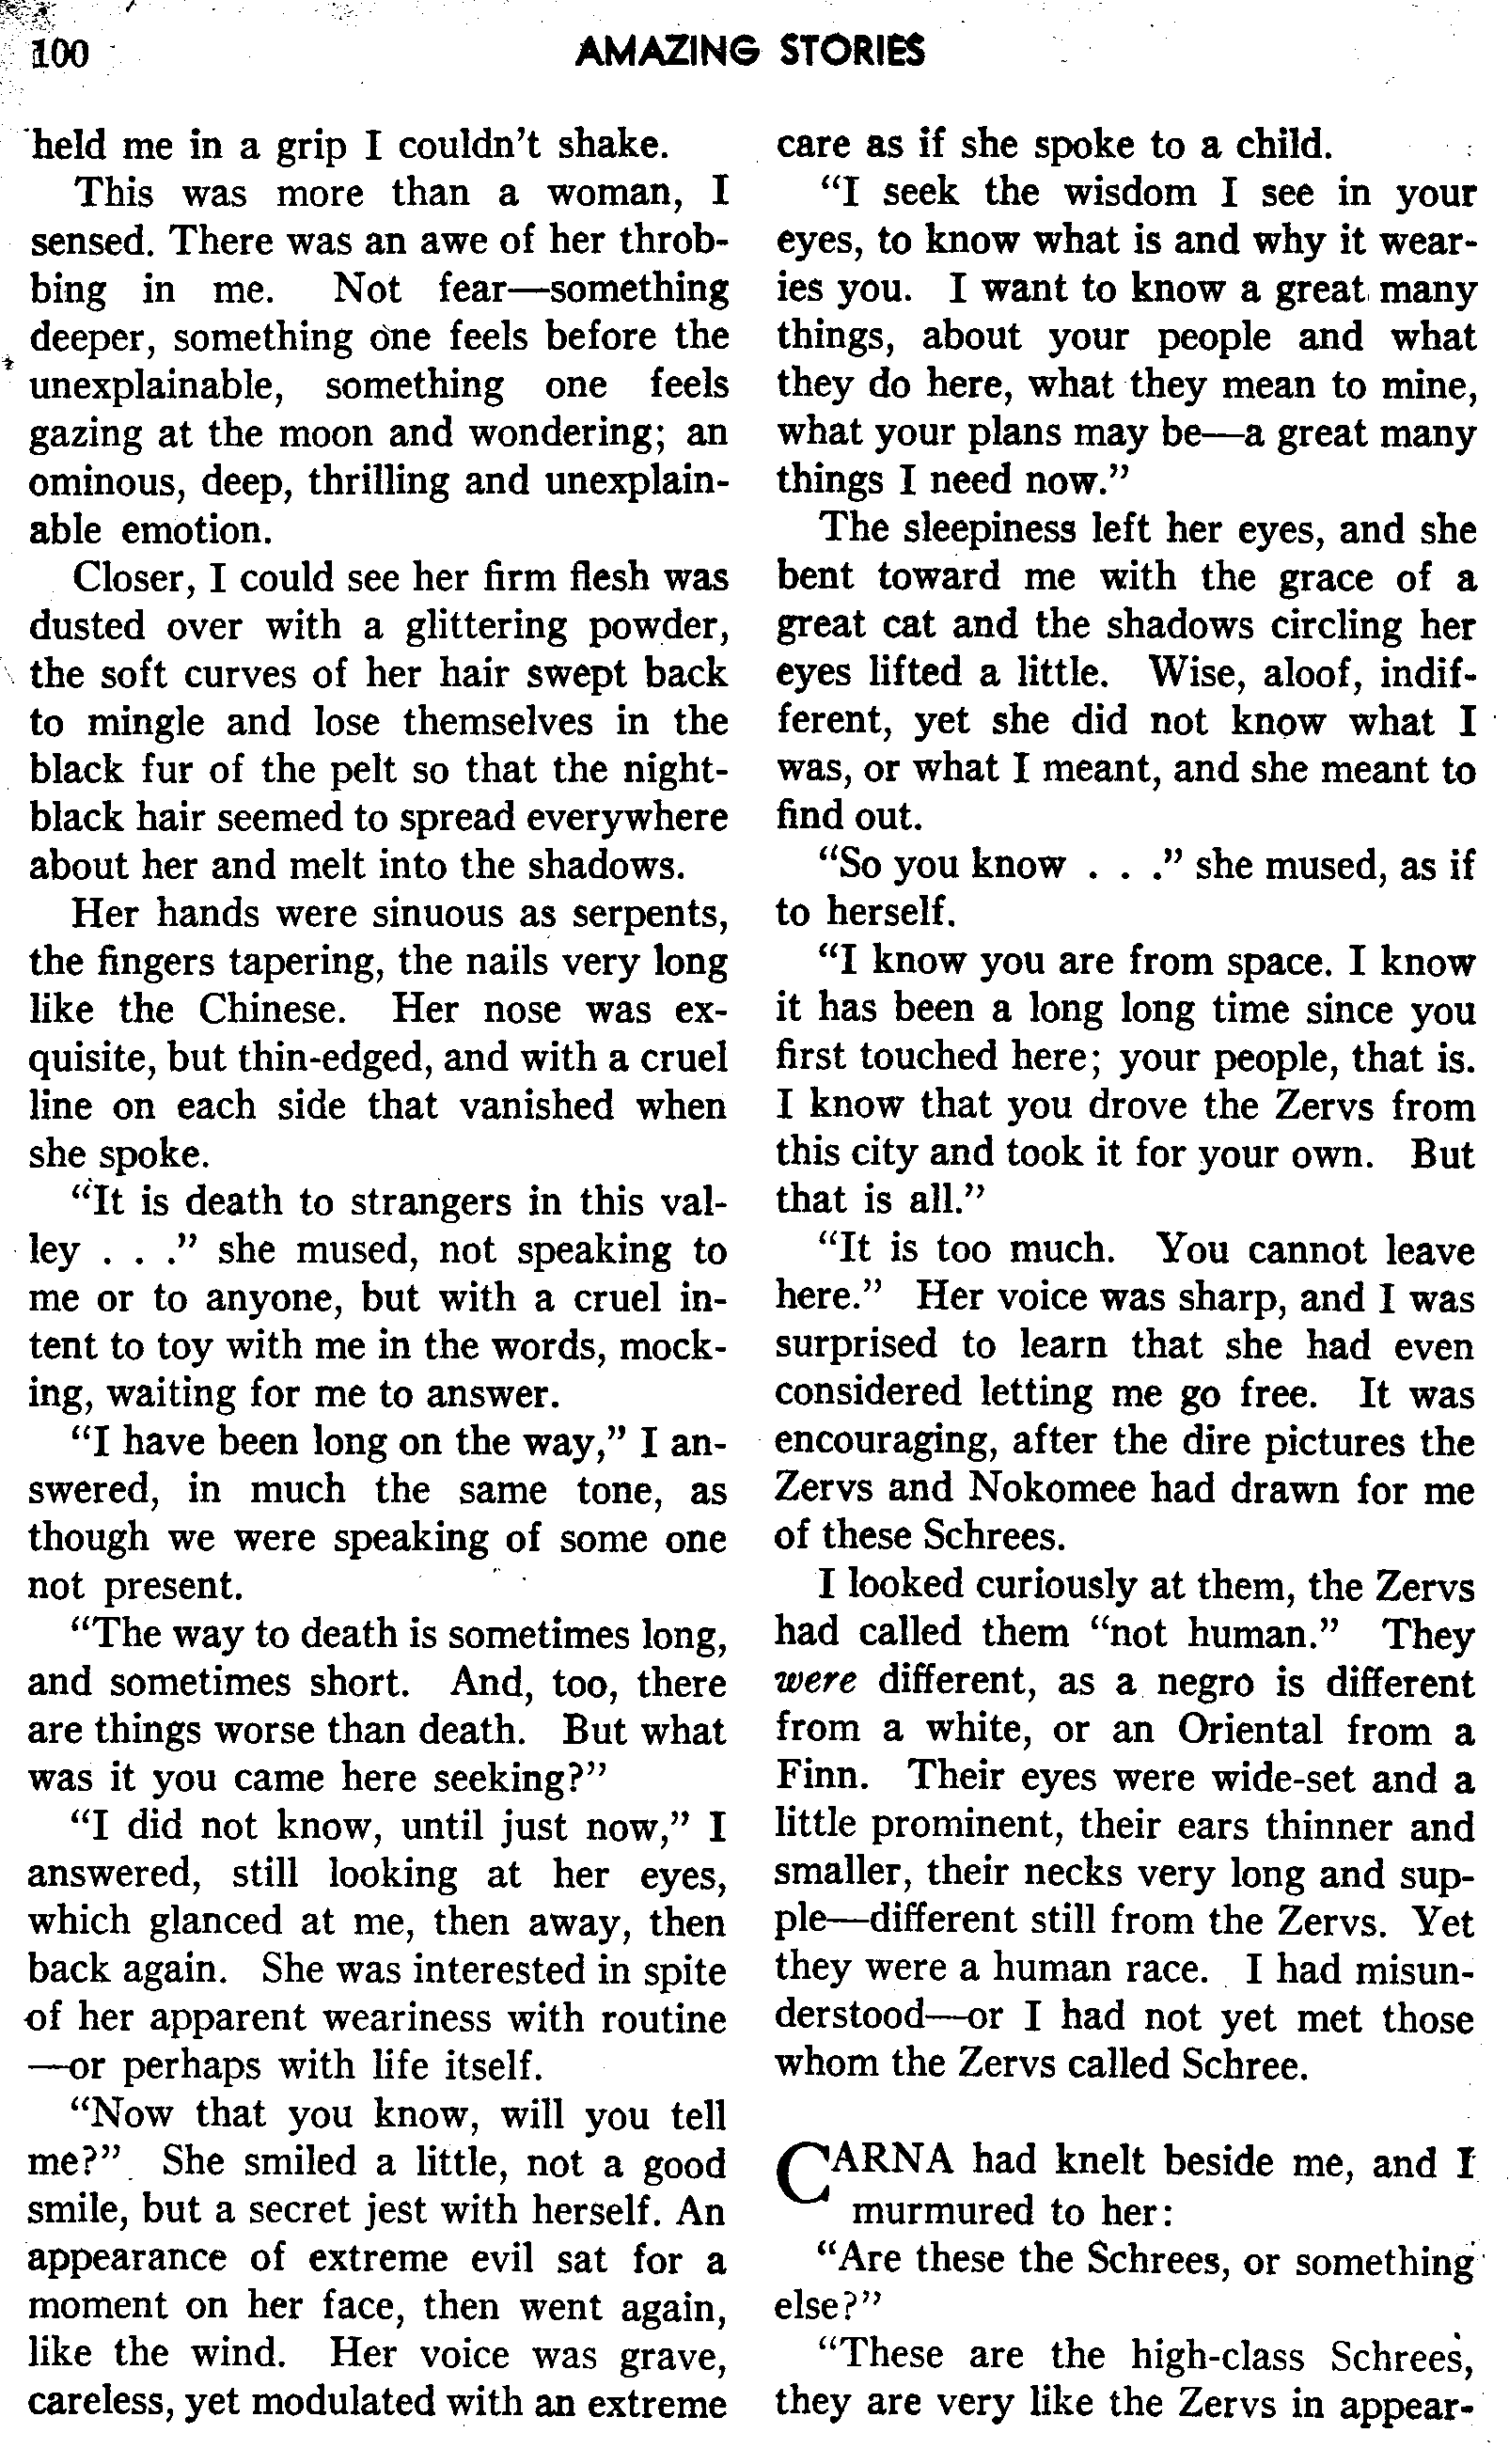 100
AMAZING STORIES
held me in a grip I couldn't shake.
This was more than a woman, I
sensed. There was an awe of her throb-
bing in me. Not fear—something
deeper, something one feels before the
unexplainable, something one feels
gazing at the moon and wondering; an
ominous, deep, thrilling and unexplain-
able emotion.
Closer, I could see her firm flesh was
dusted over with a glittering powder,
the soft curves of her hair swept back
to mingle and lose themselves in the
black fur of the pelt so that the night-
black hair seemed to spread everywhere
about her and melt into the shadows.
Her hands were sinuous as serpents,
the fingers tapering, the nails very long
like the Chinese. Her nose was ex-
quisite, but thin-edged, and with a cruel
line on each side that vanished when
she spoke.
"It is death to strangers in this val-
ley . . ." she mused, not speaking to
me or to anyone, but with a cruel in-
tent to toy with me in the words, mock-
ing, waiting for me to answer.
"I have been long on the way," I an-
swered, in much the same tone, as
though we were speaking of some one
not present.
"The way to death is sometimes long,
and sometimes short. And, too, there
are things worse than death. But what
was it you came here seeking?"
"I did not know, until just now," I
answered, still looking at her eyes,
which glanced at me, then away, then
back again. She was interested in spite
of her apparent weariness with routine
—or perhaps with life itself.
"Now that you know, will you tell
me?" She smiled a little, not a good
smile, but a secret jest with herself. An
appearance of extreme evil sat for a
moment on her face, then went again,
like the wind. Her voice was grave,
careless, yet modulated with an extreme
care as if she spoke to a child.
"I seek the wisdom I see in your
eyes, to know what is and why it wear-
ies you. I want to know a great many
things, about your people and what
they do here, what they mean to mine,
what your plans may be—a great many
things I need now."
The sleepiness left her eyes, and she
bent toward me with the grace of a
great cat and the shadows circling her
eyes lifted a little. Wise, aloof, indif-
ferent, yet she did not know what I
was, or what I meant, and she meant to
find out.
"So you know . . ." she mused, as if
to herself.
"I know you are from space. I know
it has been a long long time since you
first touched here; your people, that is.
I know that you drove the Zervs from
this city and took it for your own. But
that is all."
"It is too much. You cannot leave
here." Her voice was sharp, and I was
surprised to learn that she had even
considered letting me go free. It was
encouraging, after the dire pictures the
Zervs and Nokomee had drawn for me
of these Schrees.
I looked curiously at them, the Zervs
had called them "not human." They
were different, as a negro is different
from a white, or an Oriental from a
Finn. Their eyes were wide-set and a
little prominent, their ears thinner and
smaller, their necks very long and sup-
ple—different still from the Zervs. Yet
they were a human race. I had misun-
derstood—or I had not yet met those
whom the Zervs called Schree.
CARNA had knelt beside me, and I
murmured to her:
"Are these the Schrees, or something
else?"
"These are the high-class Schrees,
they are very like the Zervs in appear-